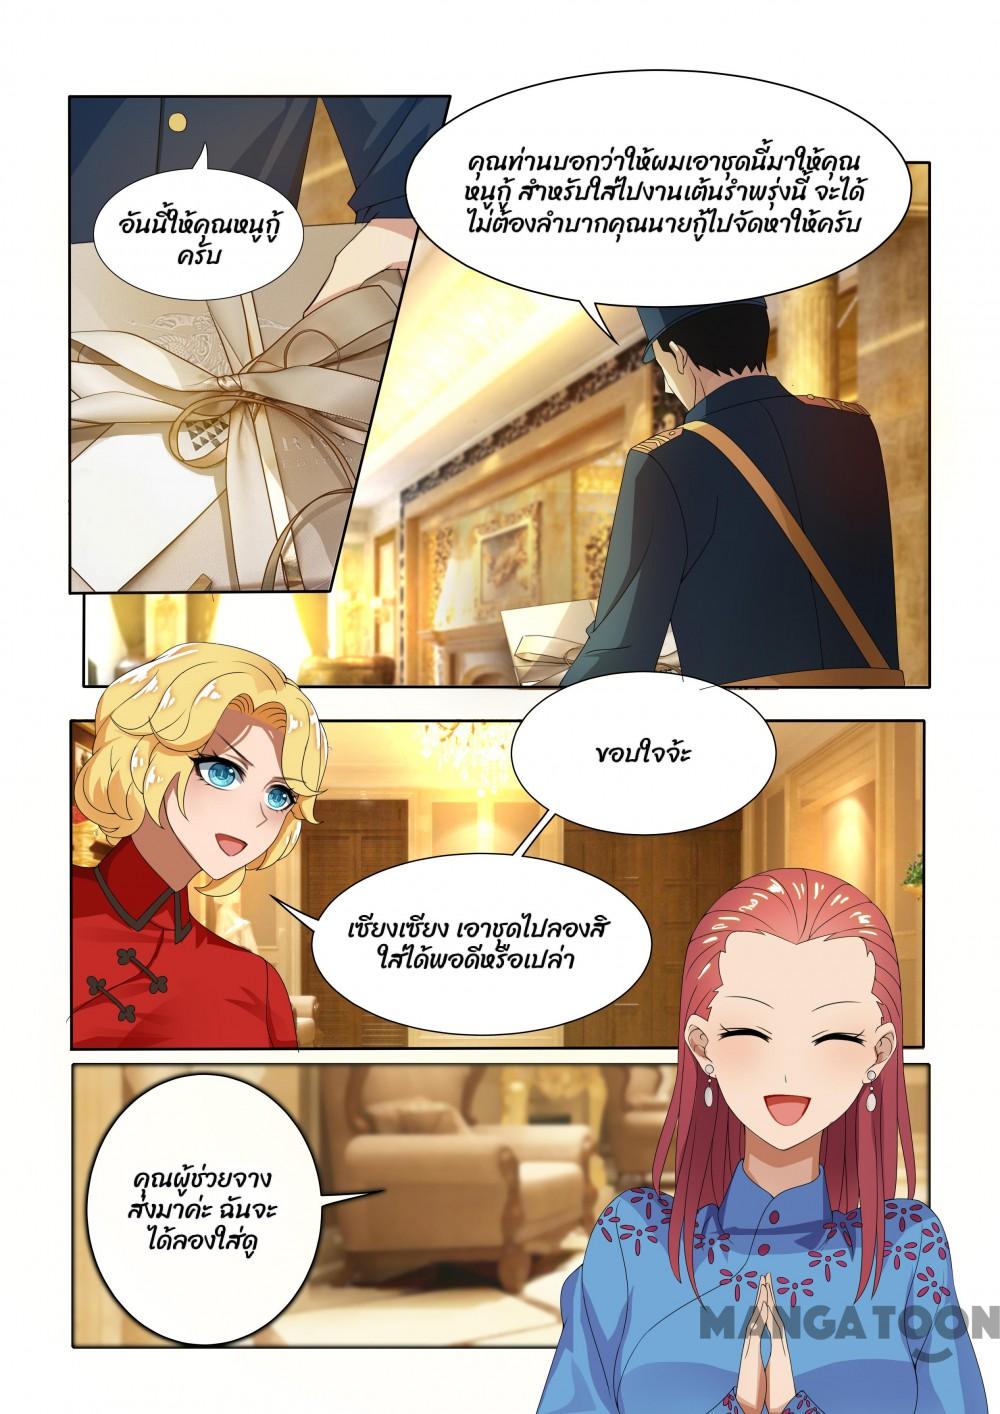 อันนี้ให้คุณหนูกู้
ครับ
คุณท่านบอกว่าให้ผมเอาชุดนี้มาให้คุณ
หนูกู้ สำหรับใส่ไปงานเต้นรำพรุ่งนี้ จะได้
ไม่ต้องลำบากคุณนายกู้ไปจัดหาให้ครับ
ขอบใจจ้ะ
เซียงเซียง เอาชุดไปลองสิ
ใส่ได้พอดีหรือเปล่า
คุณผู้ช่วยจาง
ส่งมาค่ะ ฉันจะ
ได้ลองใส่ดู
MANGATOON